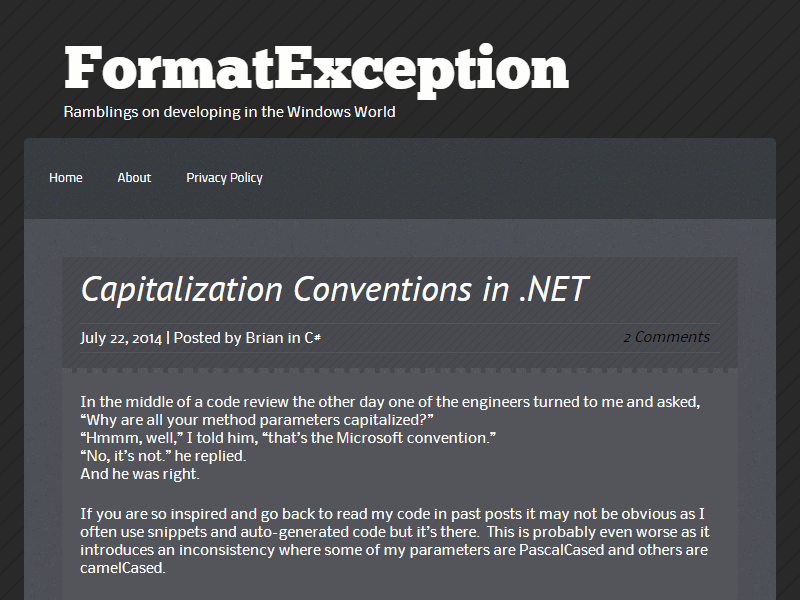 FormatException
Ramblings on developing in the Windows World
Home About Privacy Policy
Capitalization Conventions in .NET
July 22, 2014 | Posted by Brian in C# 2 Comments
In the middle of a code review the other day one of the engineers turned to me and asked,
“Why are all your method parameters capitalized?”
“Hmmm, well,” I told him, “that’s the Microsoft convention.”
“No, it’s not.” he replied.
And he was right.
If you are so inspired and go back to read my code in past posts it may not be obvious as I
often use snippets and auto-generated code but it’s there.  This is probably even worse as it
introduces an inconsistency where some of my parameters are PascalCased and others are
camelCased.